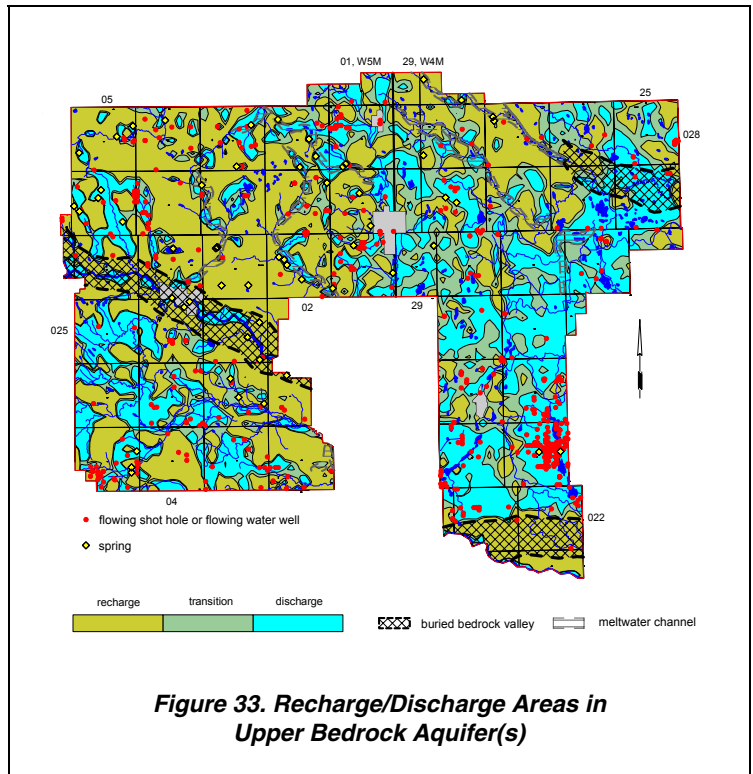 01, W5M 29, W4M
05
25
028
02
29
025
04
022
flowing shot hole or flowing water well
spring
recharge transition discharge
buried bedrock valley meltwater channel
Figure 33. Recharge/Discharge Areas in
Upper Bedrock Aquifer(s)